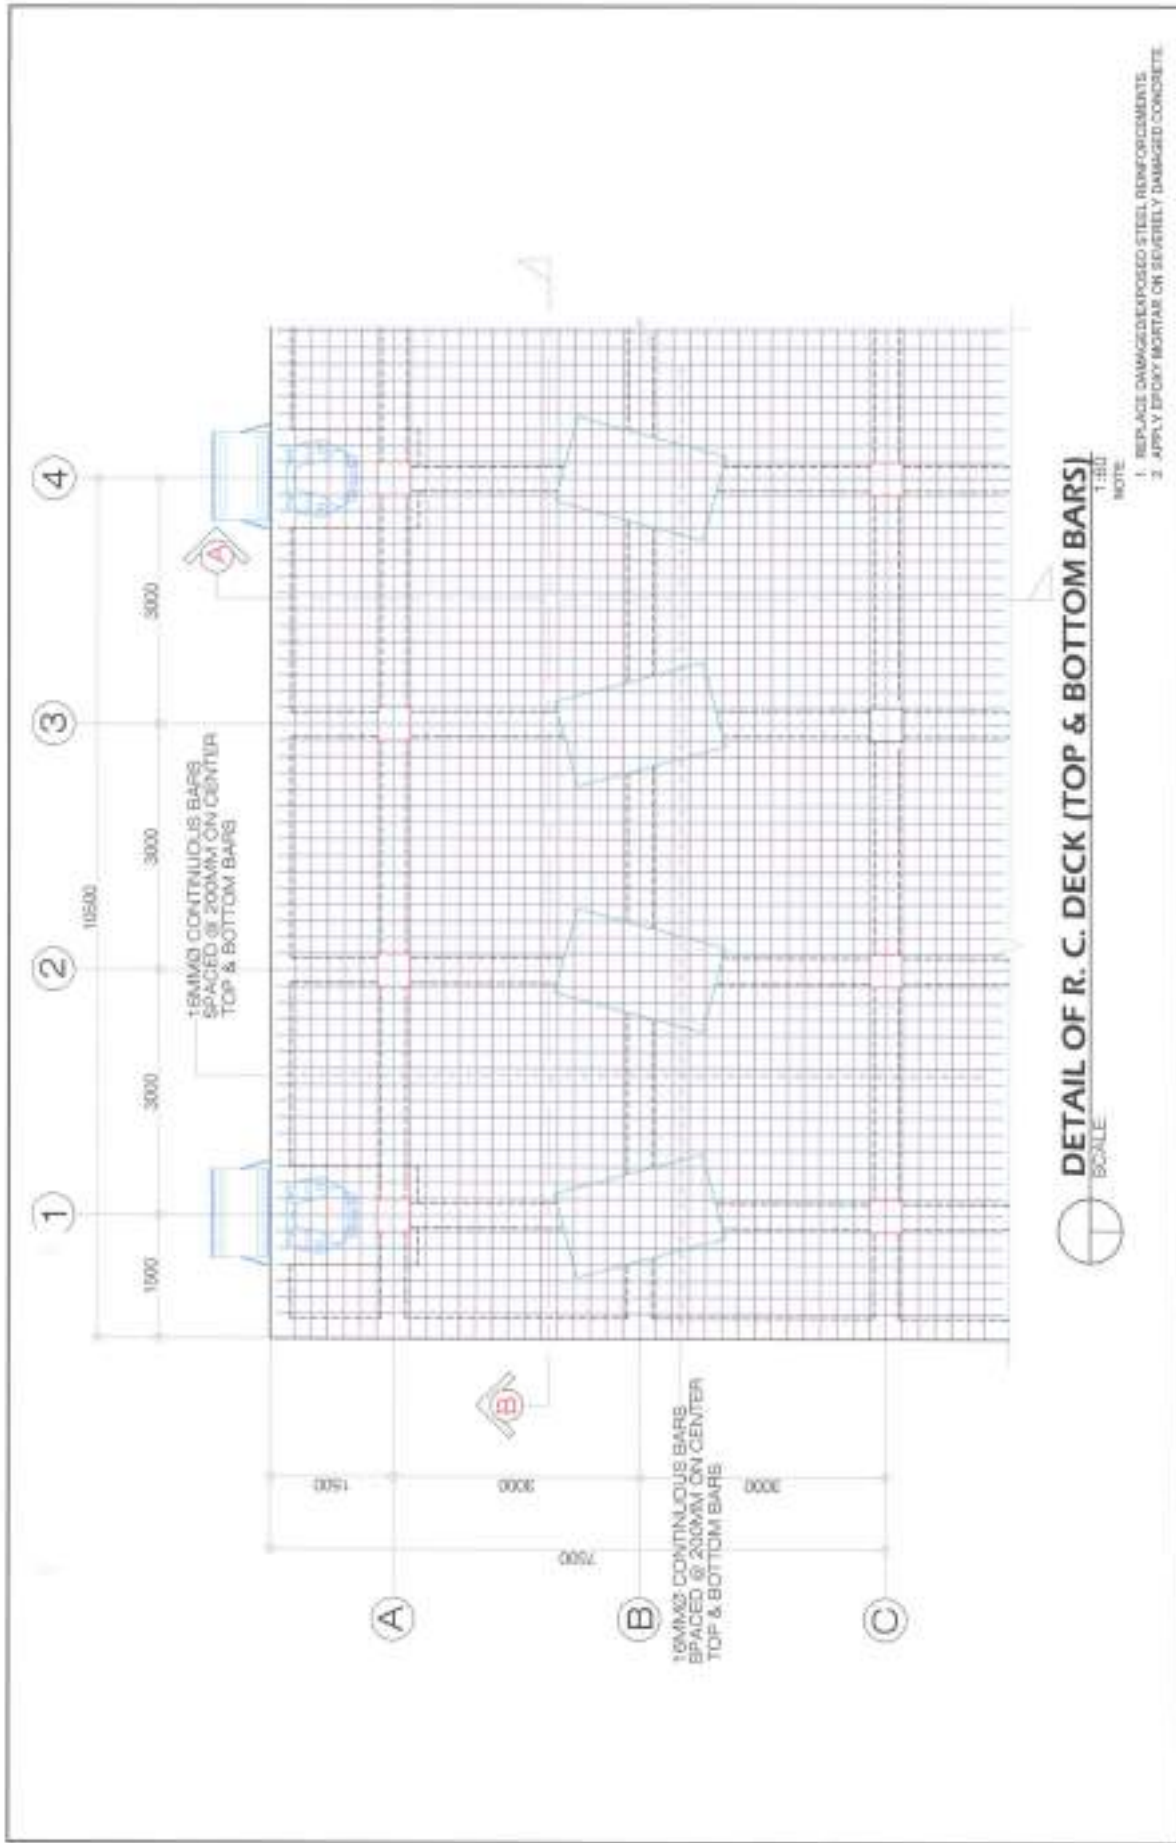 1
2
3
4
10500
1500
3000
3000
3000
16MMØ CONTINUOUS BARS
SPACED @ 200MM ON CENTER
TOP & BOTTOM BARS
A
B
A
B
C
1500
3000
3000
7500
16MMØ CONTINUOUS BARS
SPACED @ 200MM ON CENTER
TOP & BOTTOM BARS
DETAIL OF R. C. DECK (TOP & BOTTOM BARS)
SCALE
1:60
NOTE
1 REPLACE DAMAGED/EXPOSED STEEL REINFORCEMENTS
2 APPLY EPOXY MORTAR ON SEVERELY DAMAGED CONCRETE